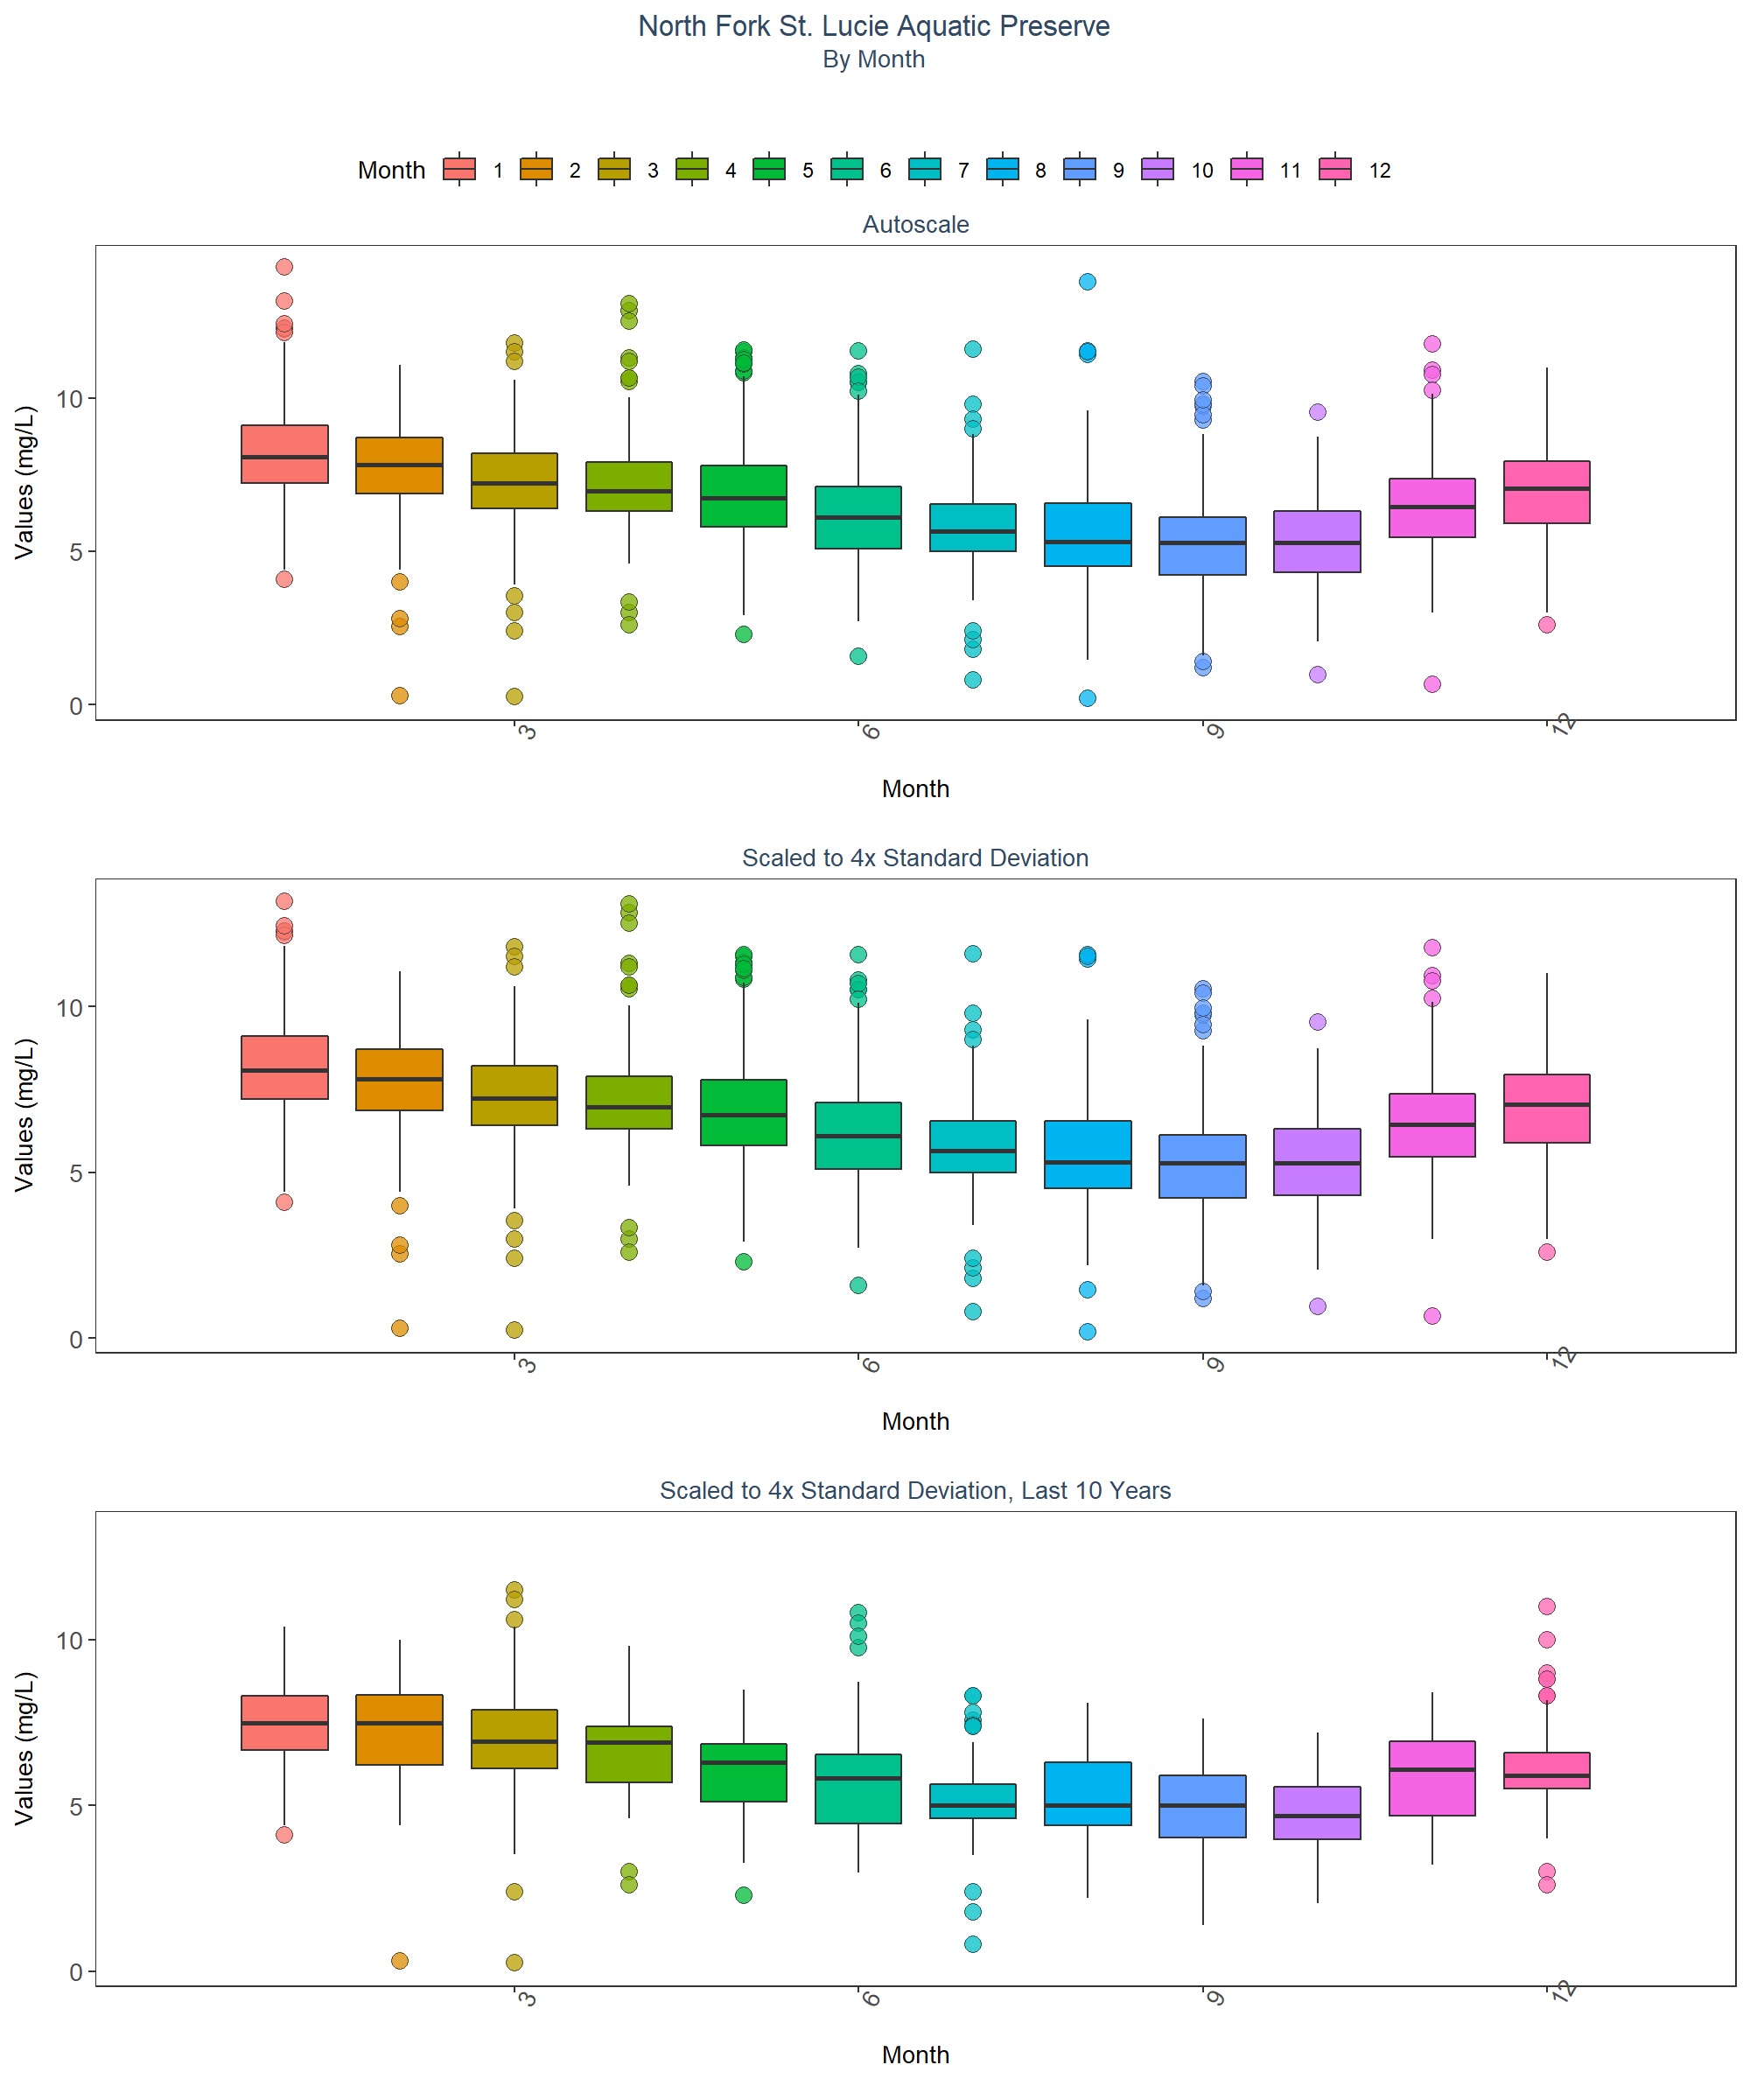 North Fork St. Lucie Aquatic Preserve
By Month
Month 1 2 3 4 5 6 7 8 9 10 11 12
Autoscale
Values (mg/L)
10
5
0
3 6 9 12
Month
Scaled to 4x Standard Deviation
Values (mg/L)
10
5
0
3 6 9 12
Month
Scaled to 4x Standard Deviation, Last 10 Years
Values (mg/L)
10
5
0
3 6 9 12
Month